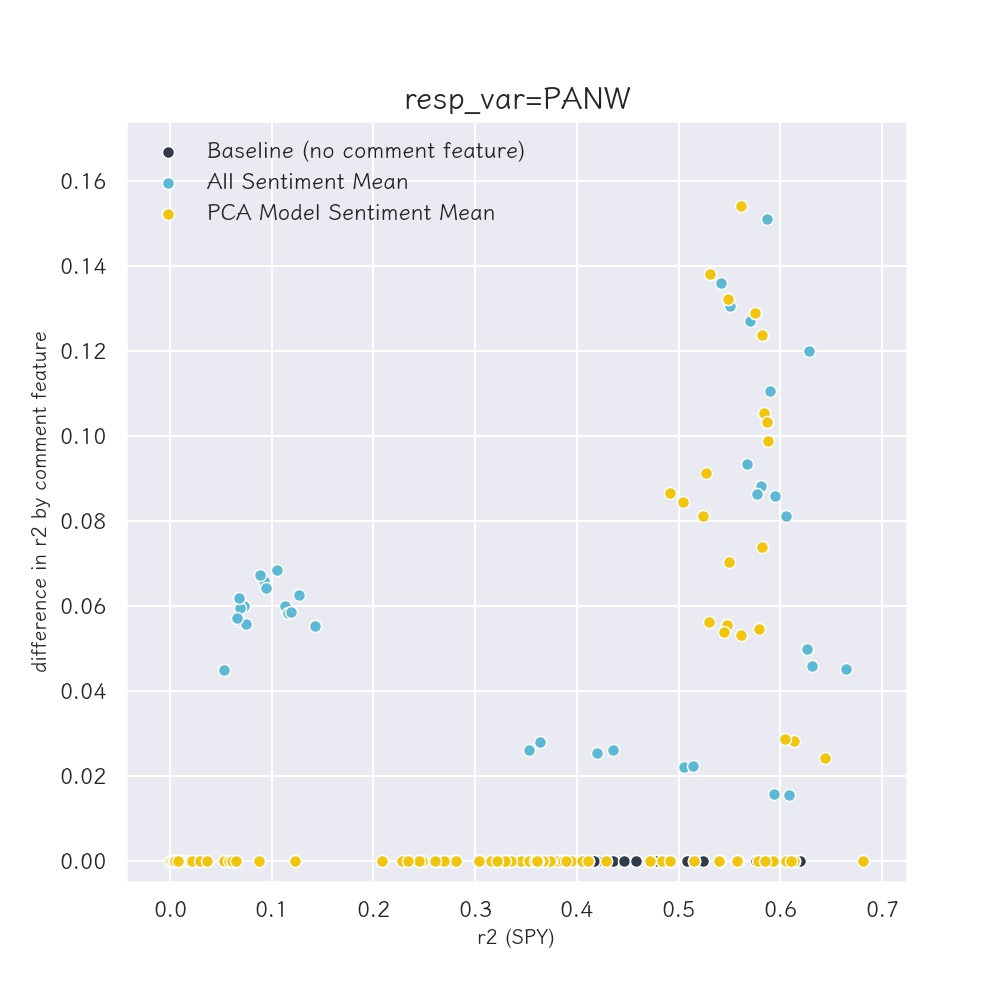 resp_var=PANW
Baseline (no comment feature)
All Sentiment Mean
PCA Model Sentiment Mean
0.16
0.14
0.12
0.10
0.08
0.06
0.04
0.02
0.00
difference in r2 by comment feature
0.0 0.1 0.2 0.3 0.4 0.5 0.6 0.7
r2 (SPY)